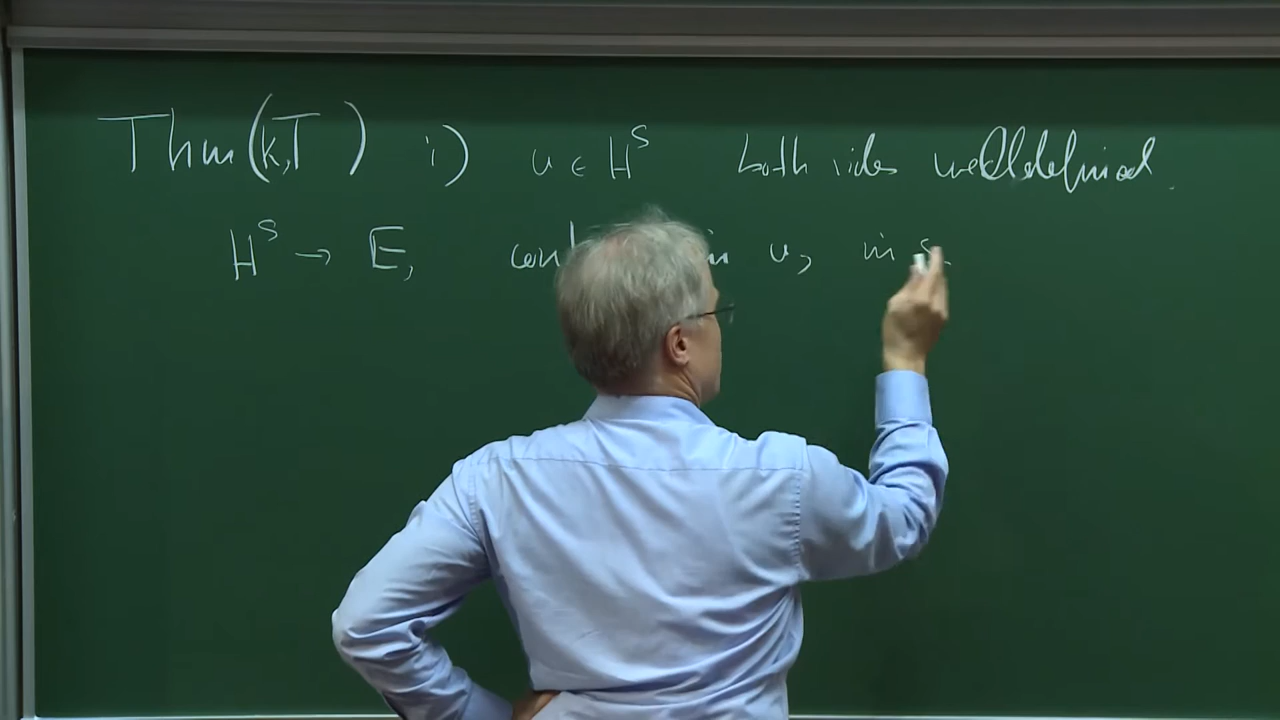 Thm (k,T) i) u ∈ H^s both sides welldefined.
H^s → E, in u, in s